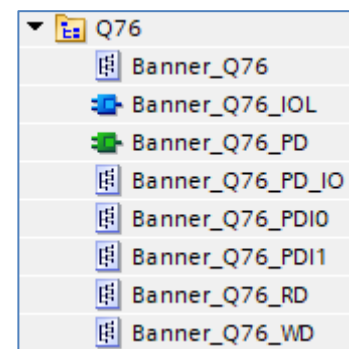 Q76
Banner_Q76
Banner_Q76_IOL
Banner_Q76_PD
Banner_Q76_PD_IO
Banner_Q76_PDI0
Banner_Q76_PDI1
Banner_Q76_RD
Banner_Q76_WD